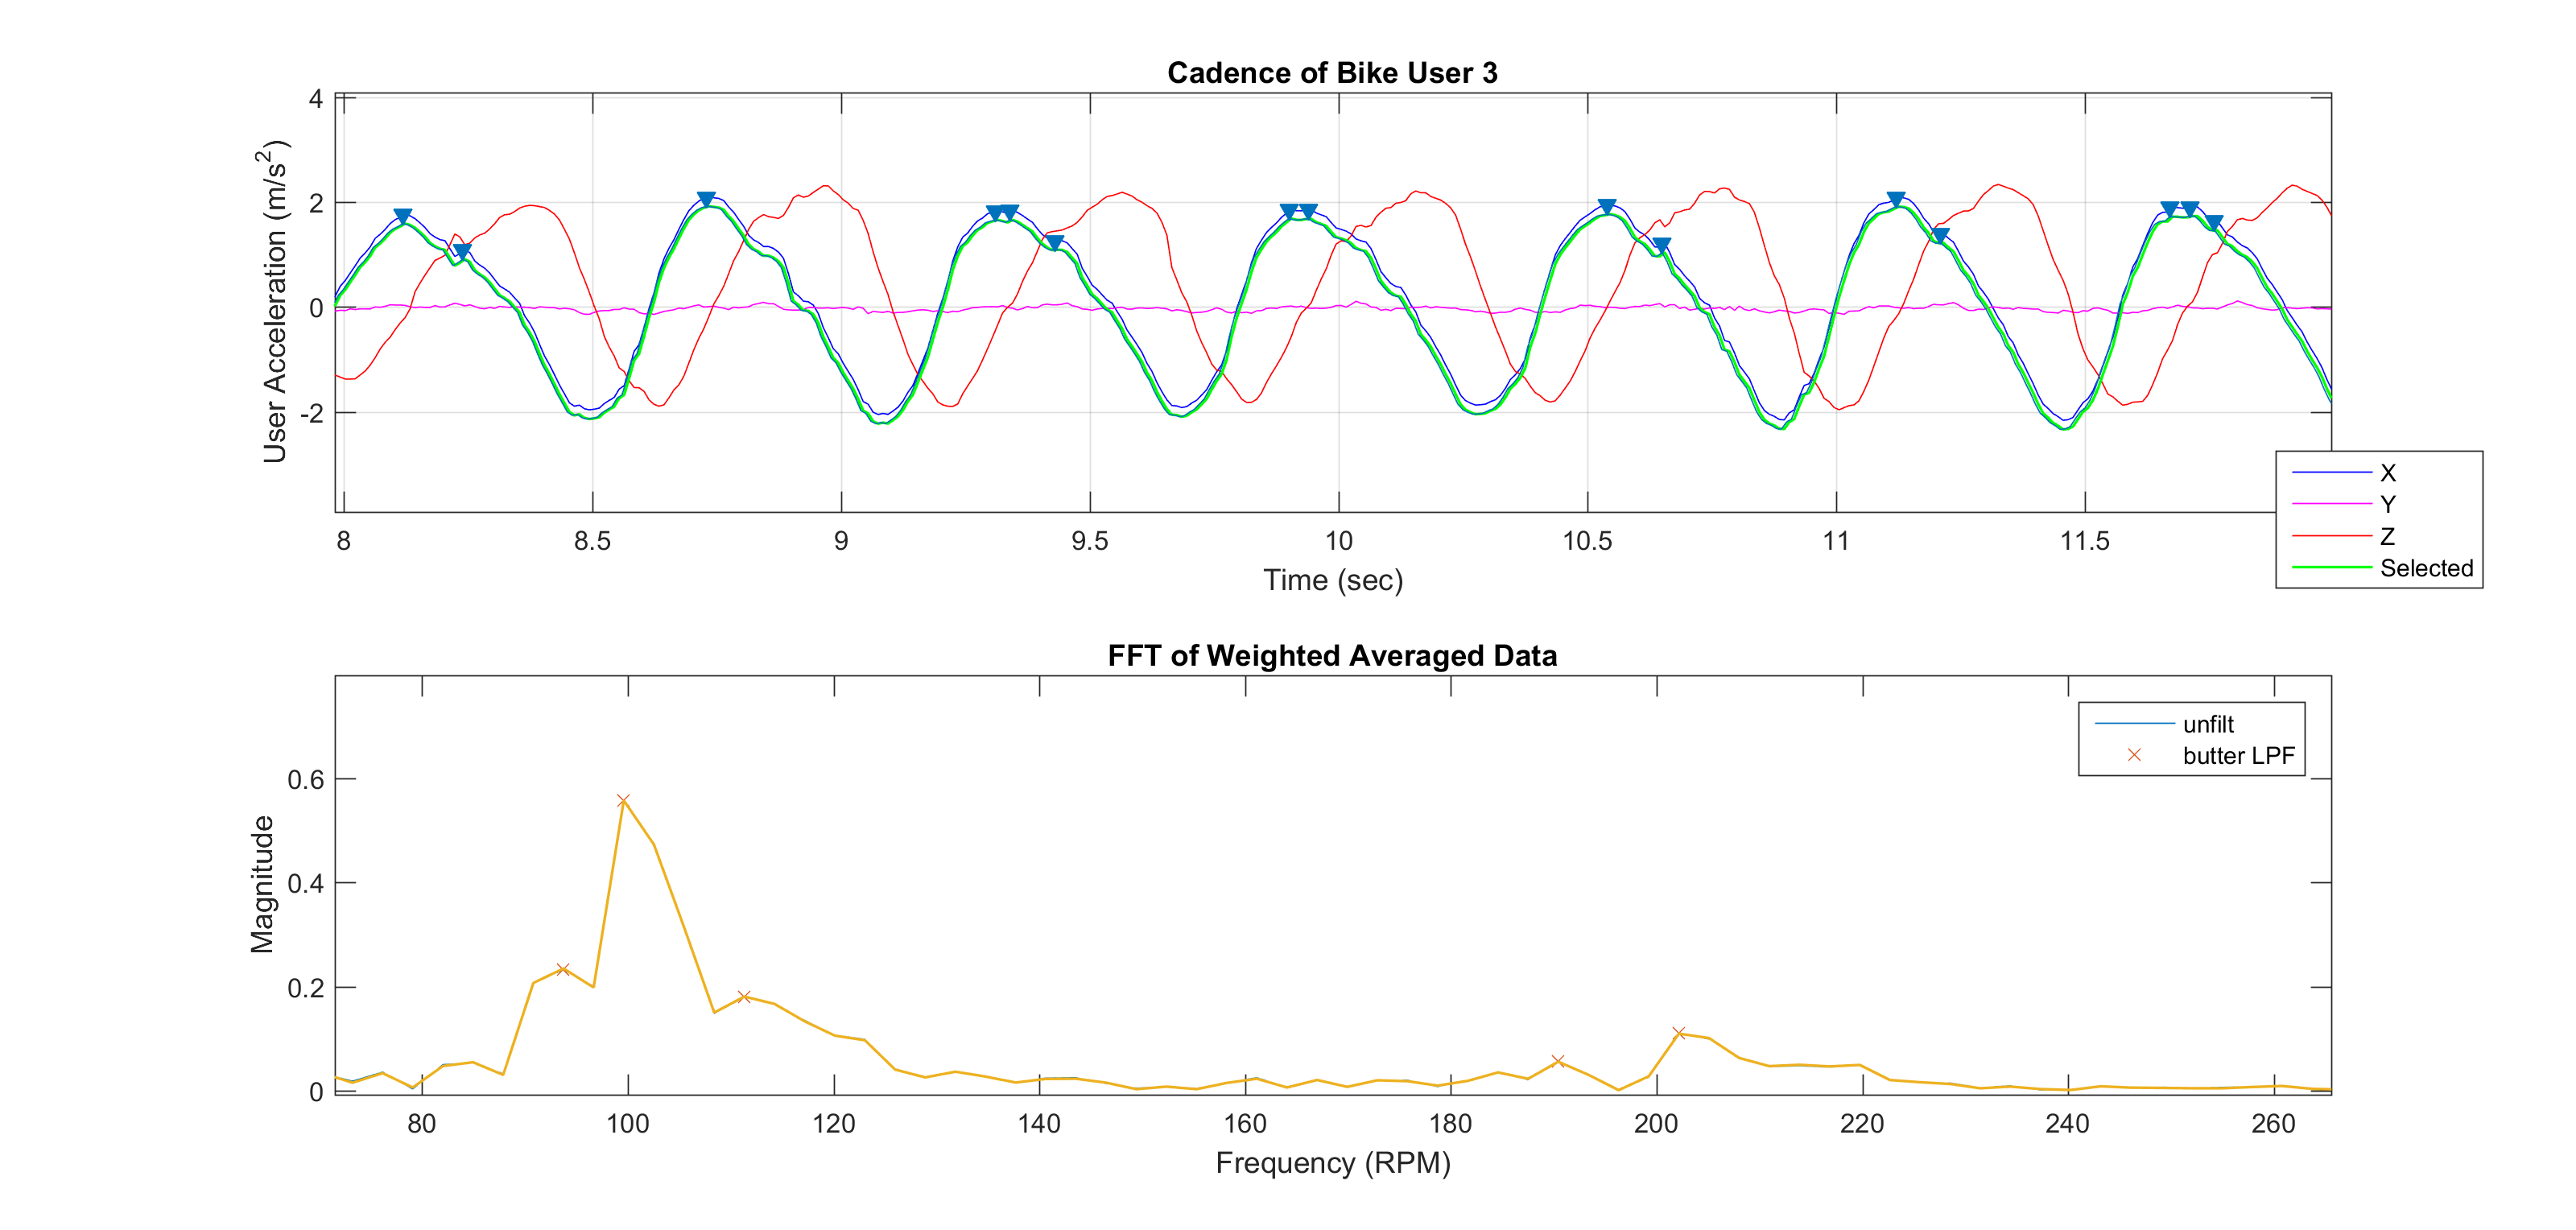 Cadence of Bike User 3
User Acceleration (m/s²)
4
2
0
-2
8 8.5 9 9.5 10 10.5 11 11.5
Time (sec)
X
Y
Z
Selected
FFT of Weighted Averaged Data
Magnitude
0.6
0.4
0.2
0
unfilt
butter LPF
80 100 120 140 160 180 200 220 240 260
Frequency (RPM)